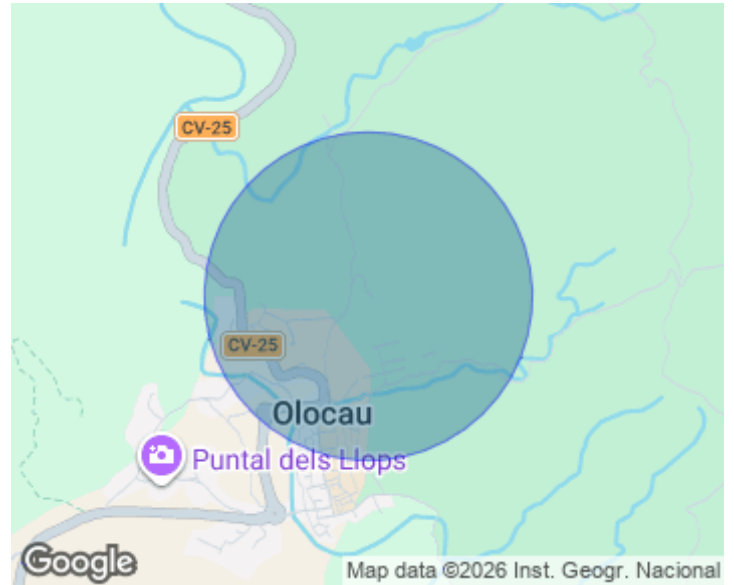 CV-25
CV-25
Olocau
Puntal dels Llops
Google
Map data ©2026 Inst. Geogr. Nacional